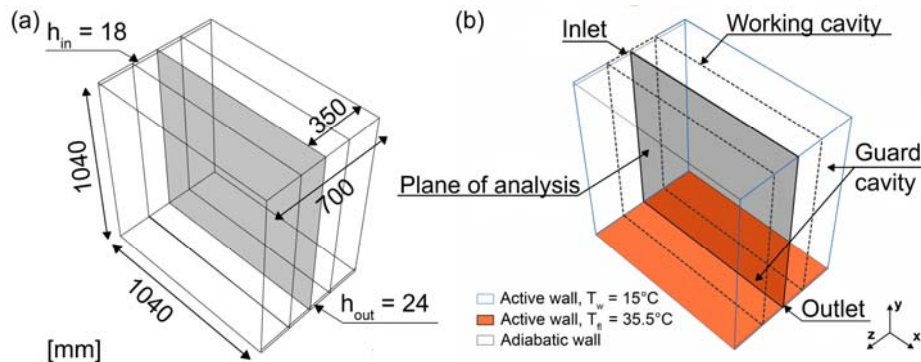 (a)
h_in = 18
1040
350
700
1040
h_out = 24
[mm]
(b)
Inlet
Working cavity
Plane of analysis
Guard
cavity
Outlet
Active wall, T_w = 15°C
Active wall, T_fl = 35.5°C
Adiabatic wall
y
z
x